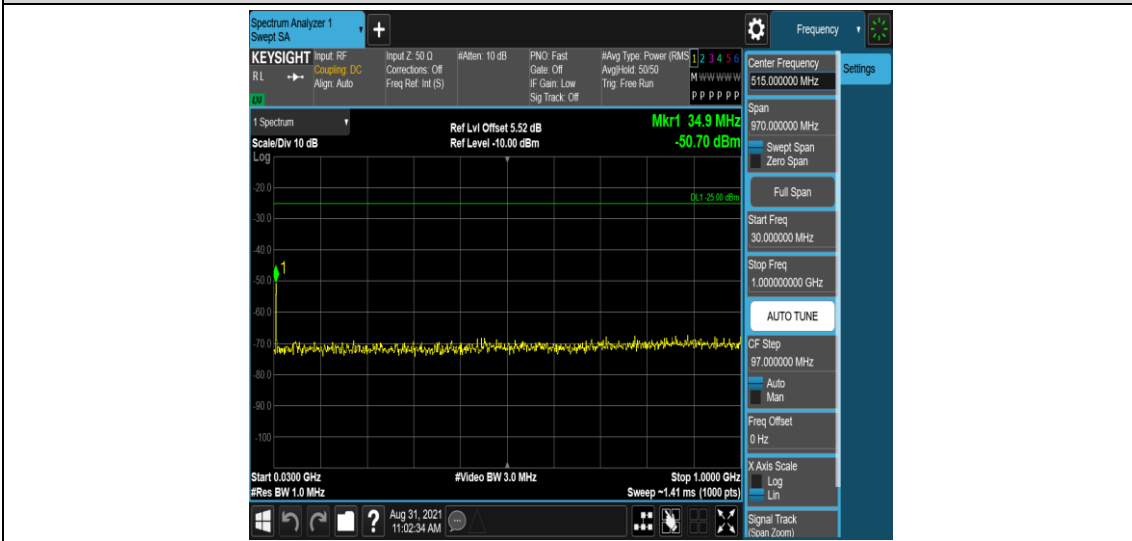 Spectrum Analyzer 1
Swept SA
+
Frequency
KEYSIGHT
Input: RF
Input Z: 50 Ω
#Atten: 10 dB
PNO: Fast
#Avg Type: Power (RMS
1 2 3 4 5 6
R L
Coupling: DC
Corrections: Off
Gate: Off
Avg|Hold: 50/50
M W W W W W
Align: Auto
Freq Ref: Int (S)
IF Gain: Low
Trig: Free Run
Sig Track: Off
P P P P P P
LXI
1 Spectrum
Ref Lvl Offset 5.52 dB
Mkr1 34.9 MHz
Scale/Div 10 dB
Ref Level -10.00 dBm
-50.70 dBm
Log
-20.0
DL1 -25.00 dBm
-30.0
-40.0
1
-50.0
-60.0
-70.0
-80.0
-90.0
-100
Start 0.0300 GHz
#Video BW 3.0 MHz
Stop 1.0000 GHz
#Res BW 1.0 MHz
Sweep ~1.41 ms (1000 pts)
Aug 31, 2021
11:02:34 AM
?
Center Frequency
515.000000 MHz
Settings
Span
970.000000 MHz
Swept Span
Zero Span
Full Span
Start Freq
30.000000 MHz
Stop Freq
1.000000000 GHz
AUTO TUNE
CF Step
97.000000 MHz
Auto
Man
Freq Offset
0 Hz
X Axis Scale
Log
Lin
Signal Track
(Span Zoom)